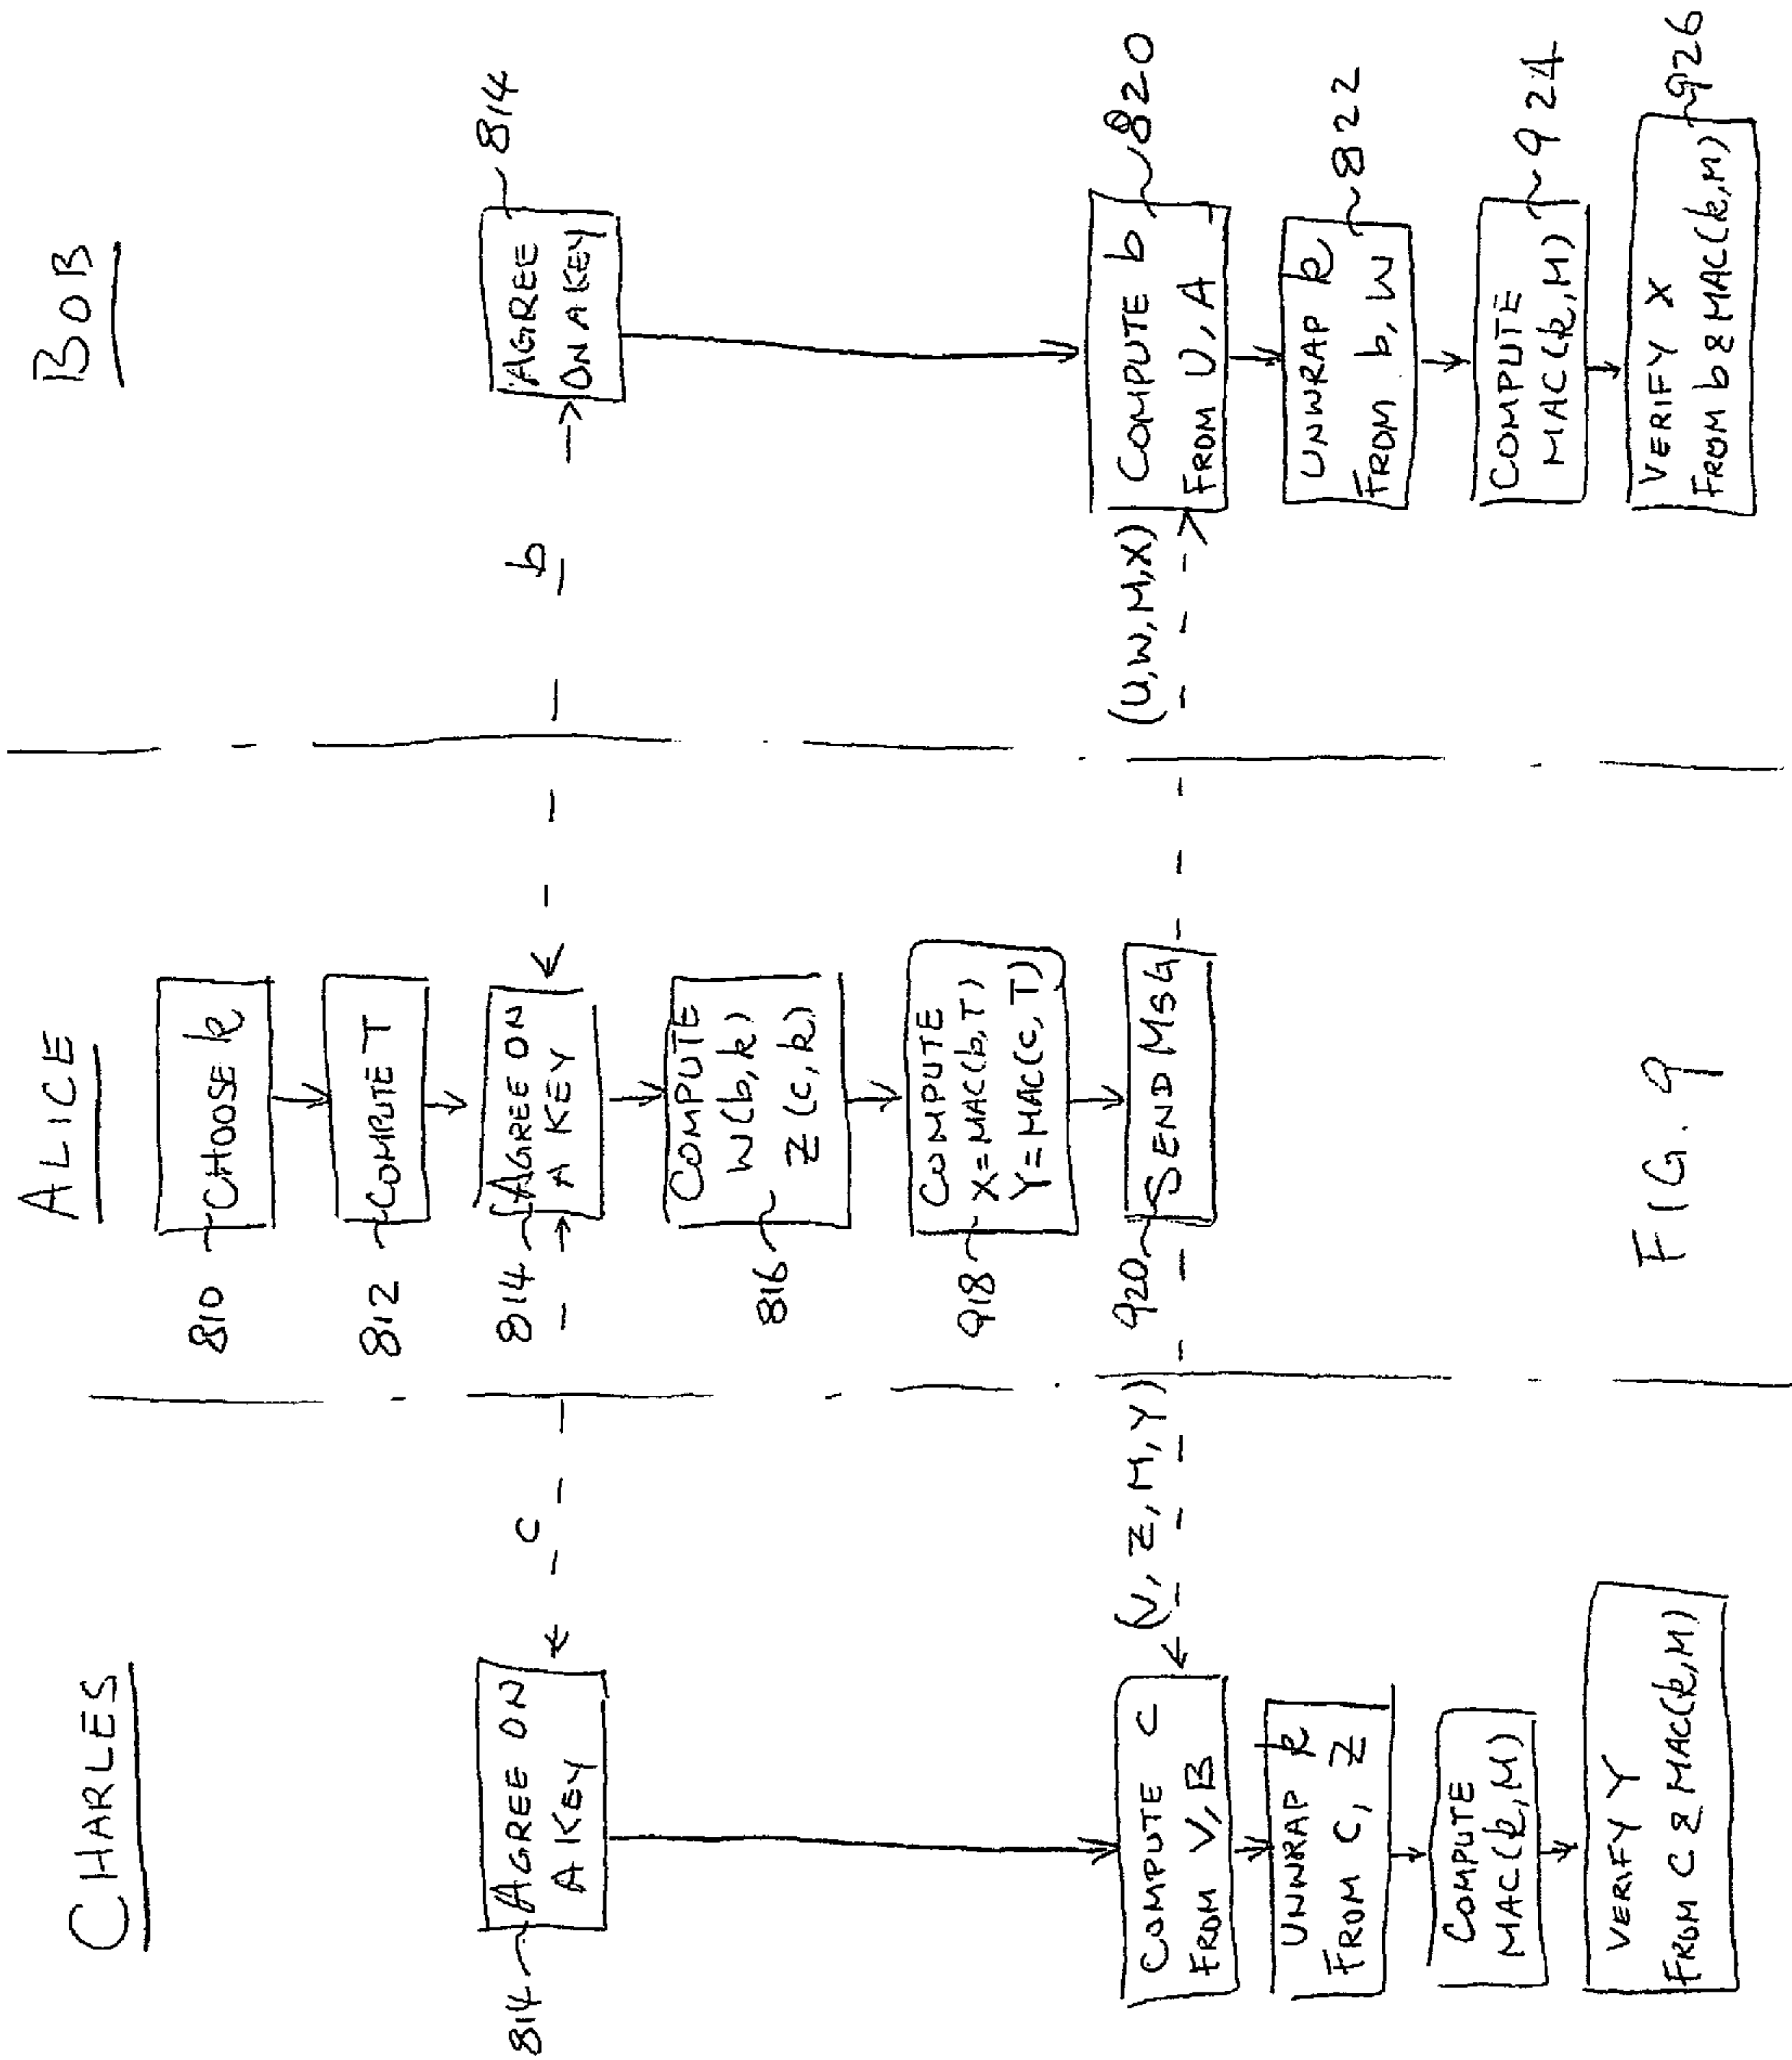 CHARLES
ALICE
BOB
810
CHOOSE k
812
COMPUTE T
814
AGREE ON
A KEY
c
814
AGREE ON
A KEY
b
AGREE
ON A KEY
814
816
COMPUTE
W(b,k)
Z(c,k)
918
COMPUTE
X=MAC(b,T)
Y=MAC(c,T)
920
SEND MSG
(V, Z, M, Y)
(U,W,M,X)
COMPUTE C
FROM V,B
UNWRAP k
FROM C, Z
COMPUTE
MAC(k,M)
VERIFY Y
FROM C & MAC(k,M)
COMPUTE b
FROM U, A
820
UNWRAP k
FROM b, W
822
COMPUTE
MAC(k,M)
924
VERIFY X
FROM b & MAC(k,M)
926
FIG. 9